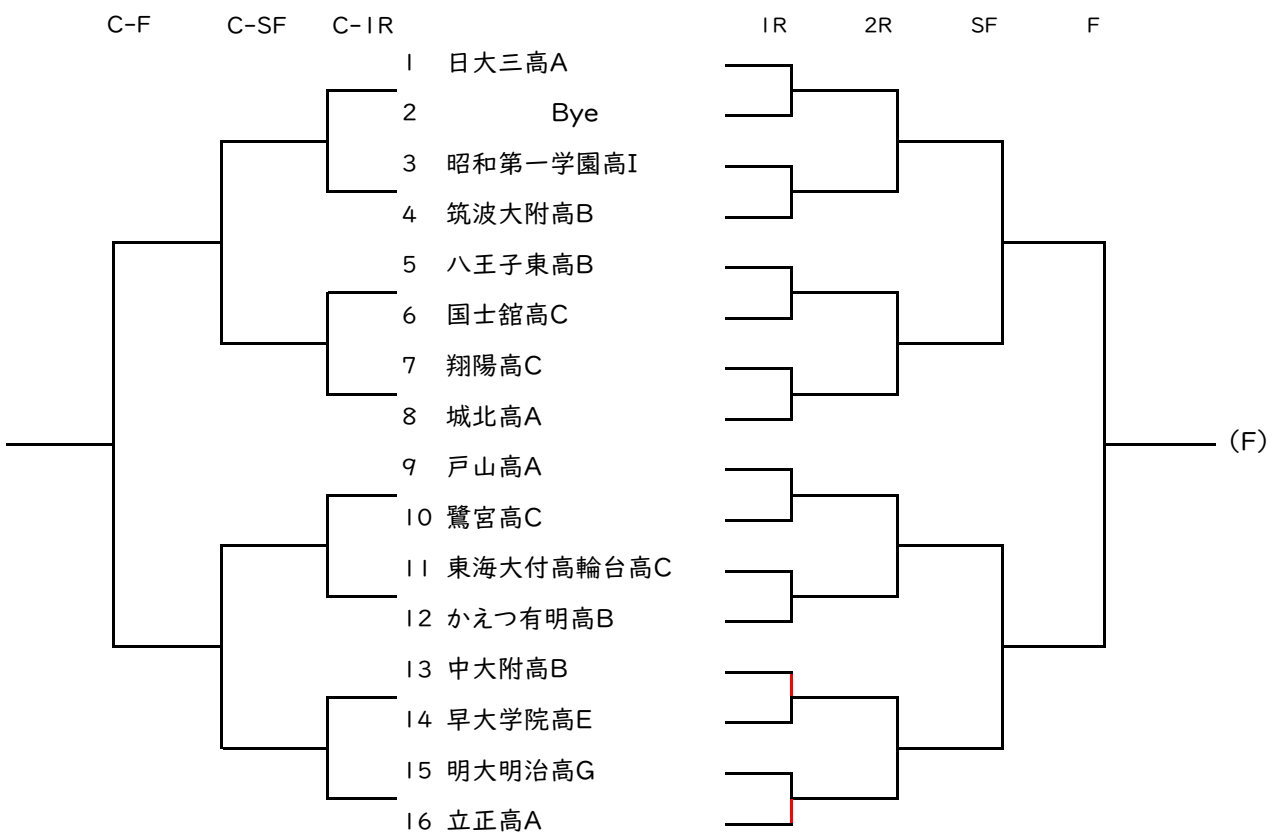 C-F C-SF C-1R 1R 2R SF F
1 日大三高A
2 Bye
3 昭和第一学園高I
4 筑波大附高B
5 八王子東高B
6 国士舘高C
7 翔陽高C
8 城北高A
(F)
9 戸山高A
10 鷺宮高C
11 東海大付高輪台高C
12 かえつ有明高B
13 中大附高B
14 早大学院高E
15 明大明治高G
16 立正高A